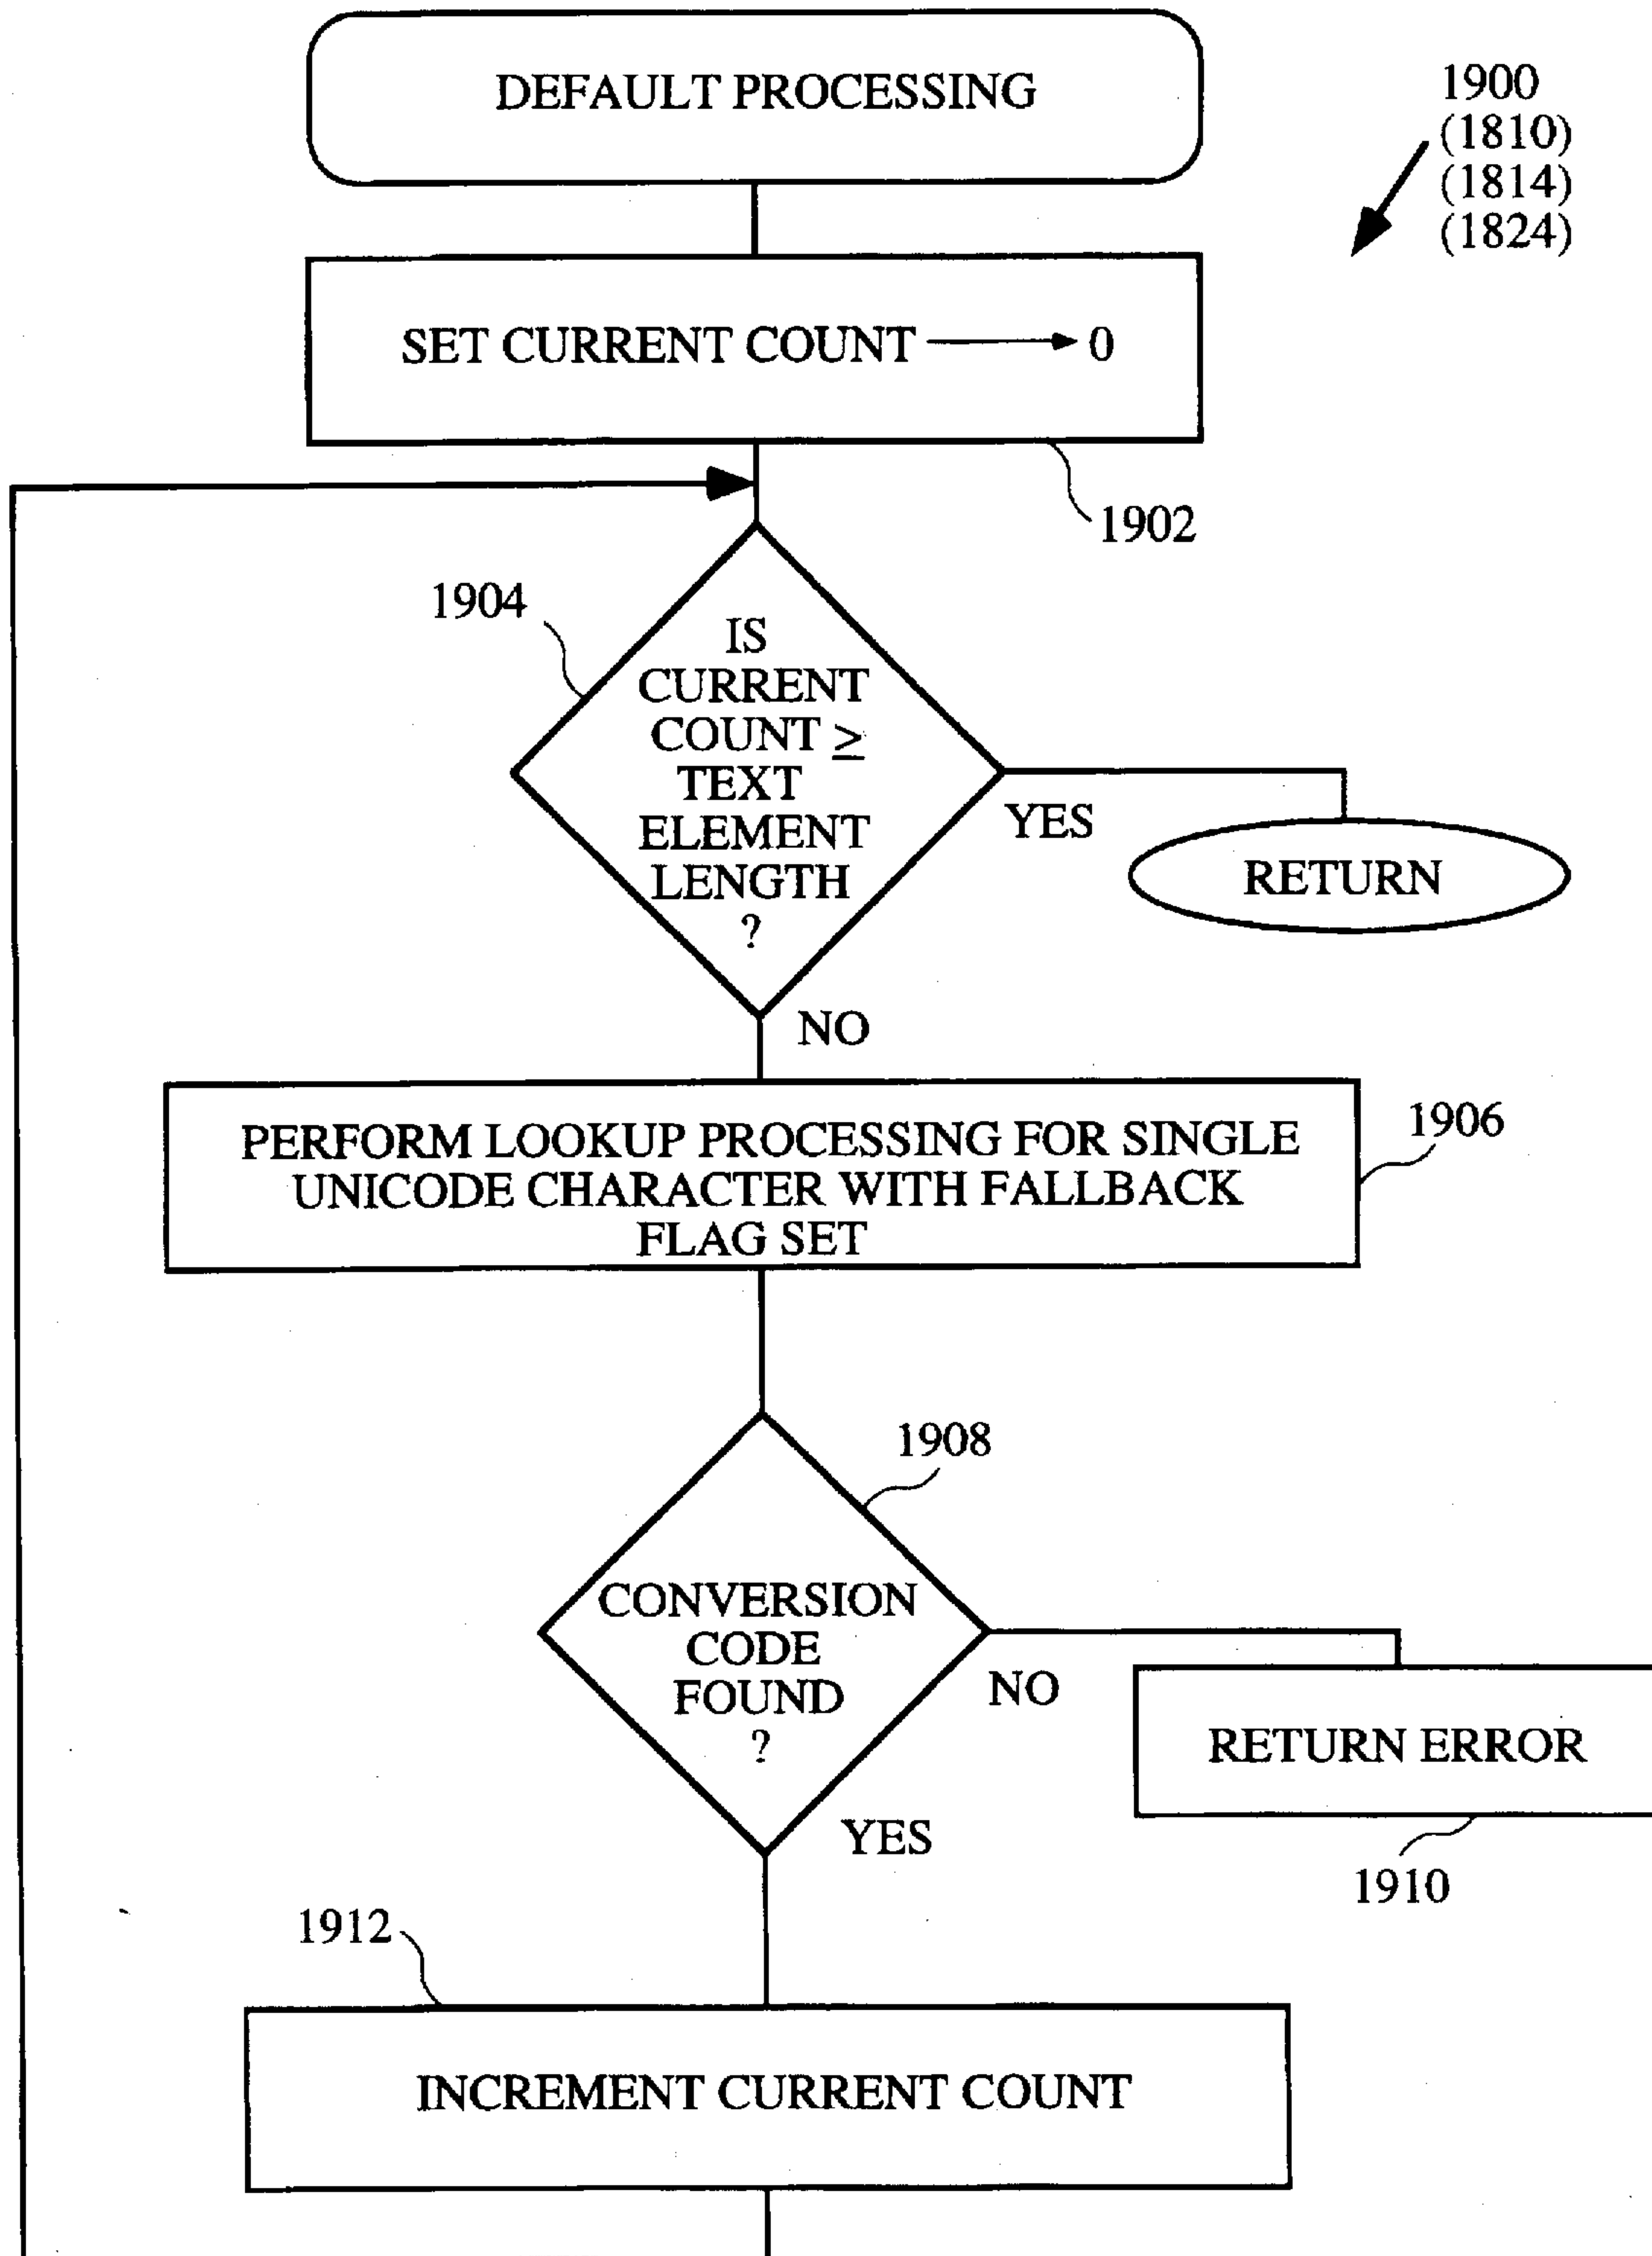 DEFAULT PROCESSING
1900
(1810)
(1814)
(1824)
SET CURRENT COUNT → 0
1902
1904
IS
CURRENT
COUNT ≥
TEXT
ELEMENT
LENGTH
?
YES
RETURN
NO
PERFORM LOOKUP PROCESSING FOR SINGLE
UNICODE CHARACTER WITH FALLBACK
FLAG SET
1906
1908
CONVERSION
CODE
FOUND
?
NO
RETURN ERROR
YES
1910
1912
INCREMENT CURRENT COUNT